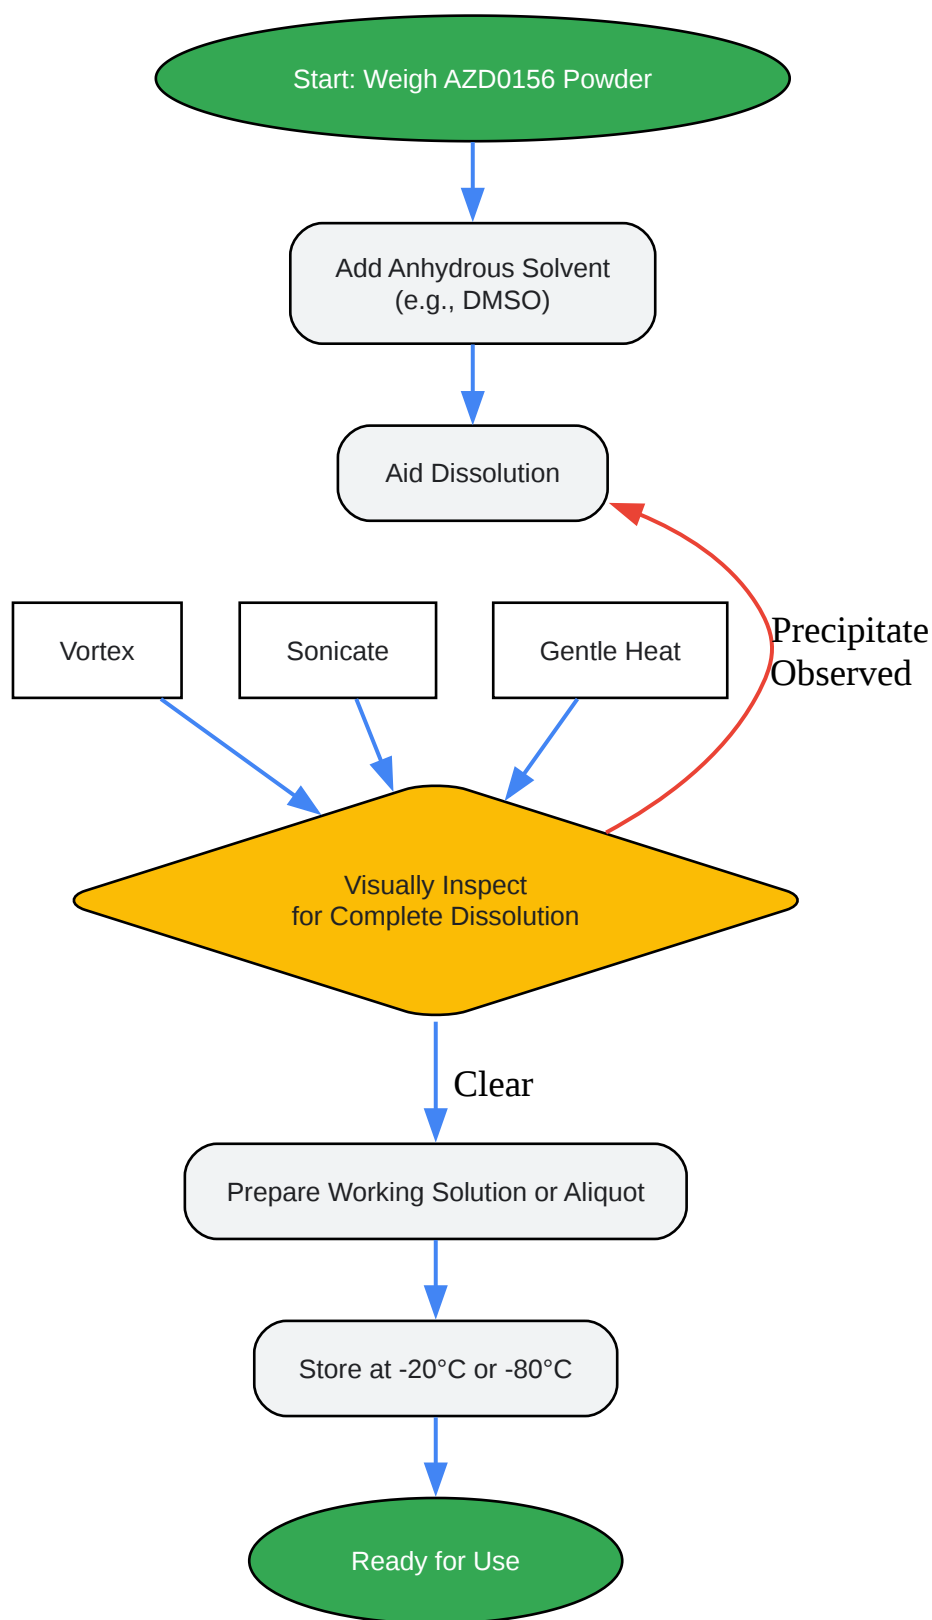 Start: Weigh AZD0156 Powder
Add Anhydrous Solvent
(e.g., DMSO)
Aid Dissolution
Vortex
Sonicate
Gentle Heat
Precipitate
Observed
Visually Inspect
for Complete Dissolution
Clear
Prepare Working Solution or Aliquot
Store at -20°C or -80°C
Ready for Use